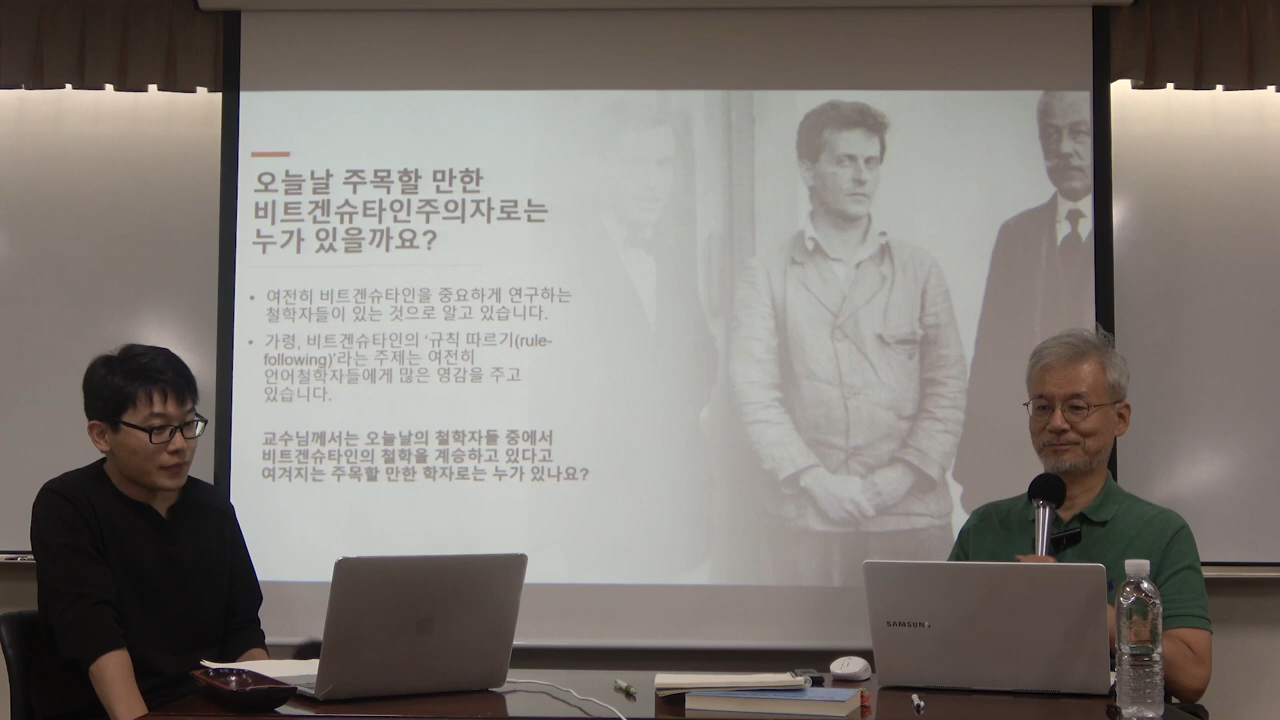 오늘날 주목할 만한
비트겐슈타인주의자로는
누가 있을까요?
• 여전히 비트겐슈타인을 중요하게 연구하는
철학자들이 있는 것으로 알고 있습니다.
• 가령, 비트겐슈타인의 ‘규칙 따르기(rule-
following)’라는 주제는 여전히
언어철학자들에게 많은 영감을 주고
있습니다.
교수님께서는 오늘날의 철학자들 중에서
비트겐슈타인의 철학을 계승하고 있다고
여겨지는 주목할 만한 학자로는 누가 있나요?
SAMSUNG